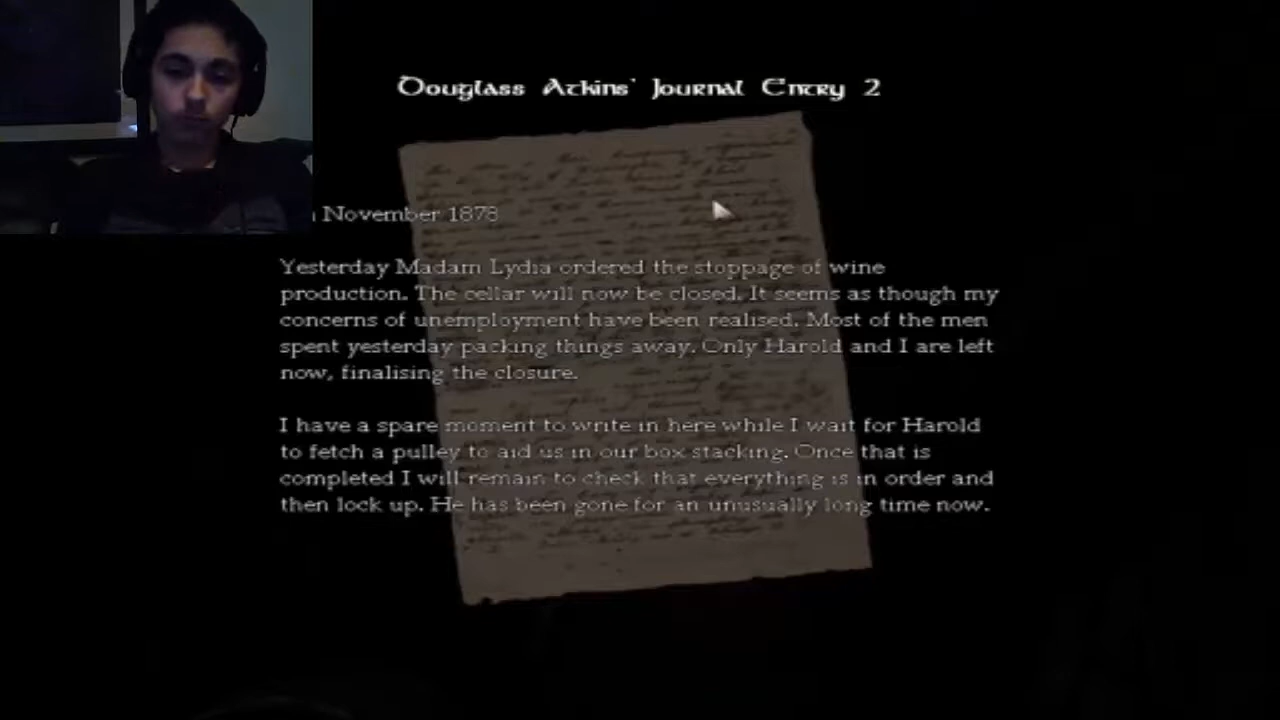 Douglass Atkins' Journal Entry 2
November 1878
Yesterday Madam Lydia ordered the stoppage of wine
production. The cellar will now be closed. It seems as though my
concerns of unemployment have been realised. Most of the men
spent yesterday packing things away. Only Harold and I are left
now, finalising the closure.
I have a spare moment to write in here while I wait for Harold
to fetch a pulley to aid us in our box stacking. Once that is
completed I will remain to check that everything is in order and
then lock up. He has been gone for an unusually long time now.